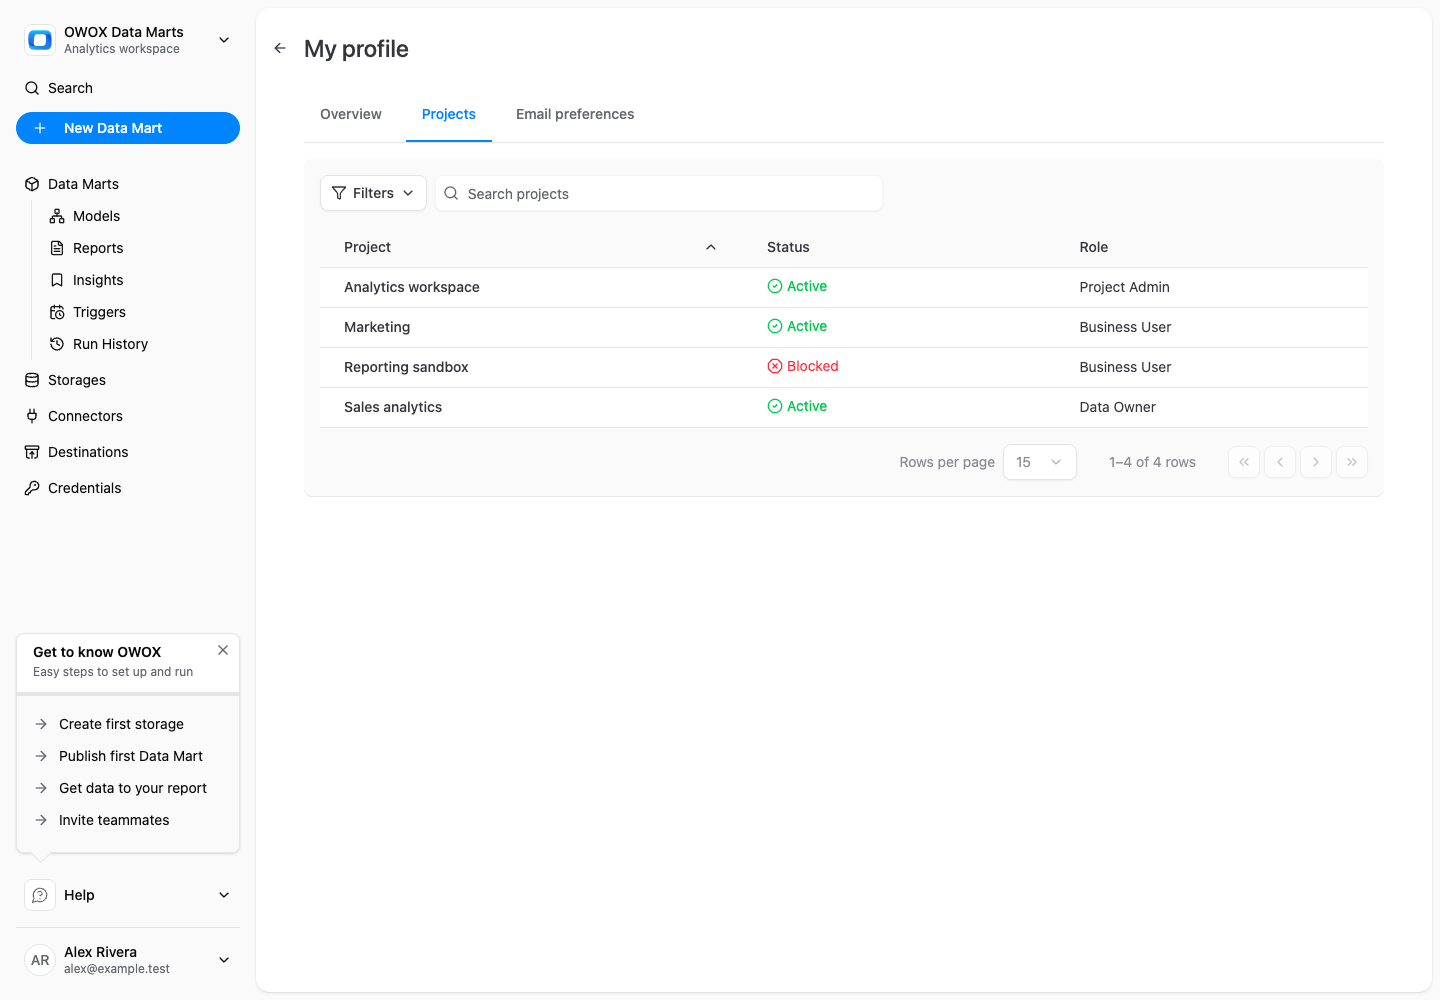 OWOX Data Marts
Analytics workspace
Search
New Data Mart
Data Marts
Models
Reports
Insights
Triggers
Run History
Storages
Connectors
Destinations
Credentials
Get to know OWOX
Easy steps to set up and run
Create first storage
Publish first Data Mart
Get data to your report
Invite teammates
Help
AR
Alex Rivera
alex@example.test
My profile
Overview Projects Email preferences
Filters Search projects
Project Status Role
Analytics workspace Active Project Admin
Marketing Active Business User
Reporting sandbox Blocked Business User
Sales analytics Active Data Owner
Rows per page 15 1–4 of 4 rows